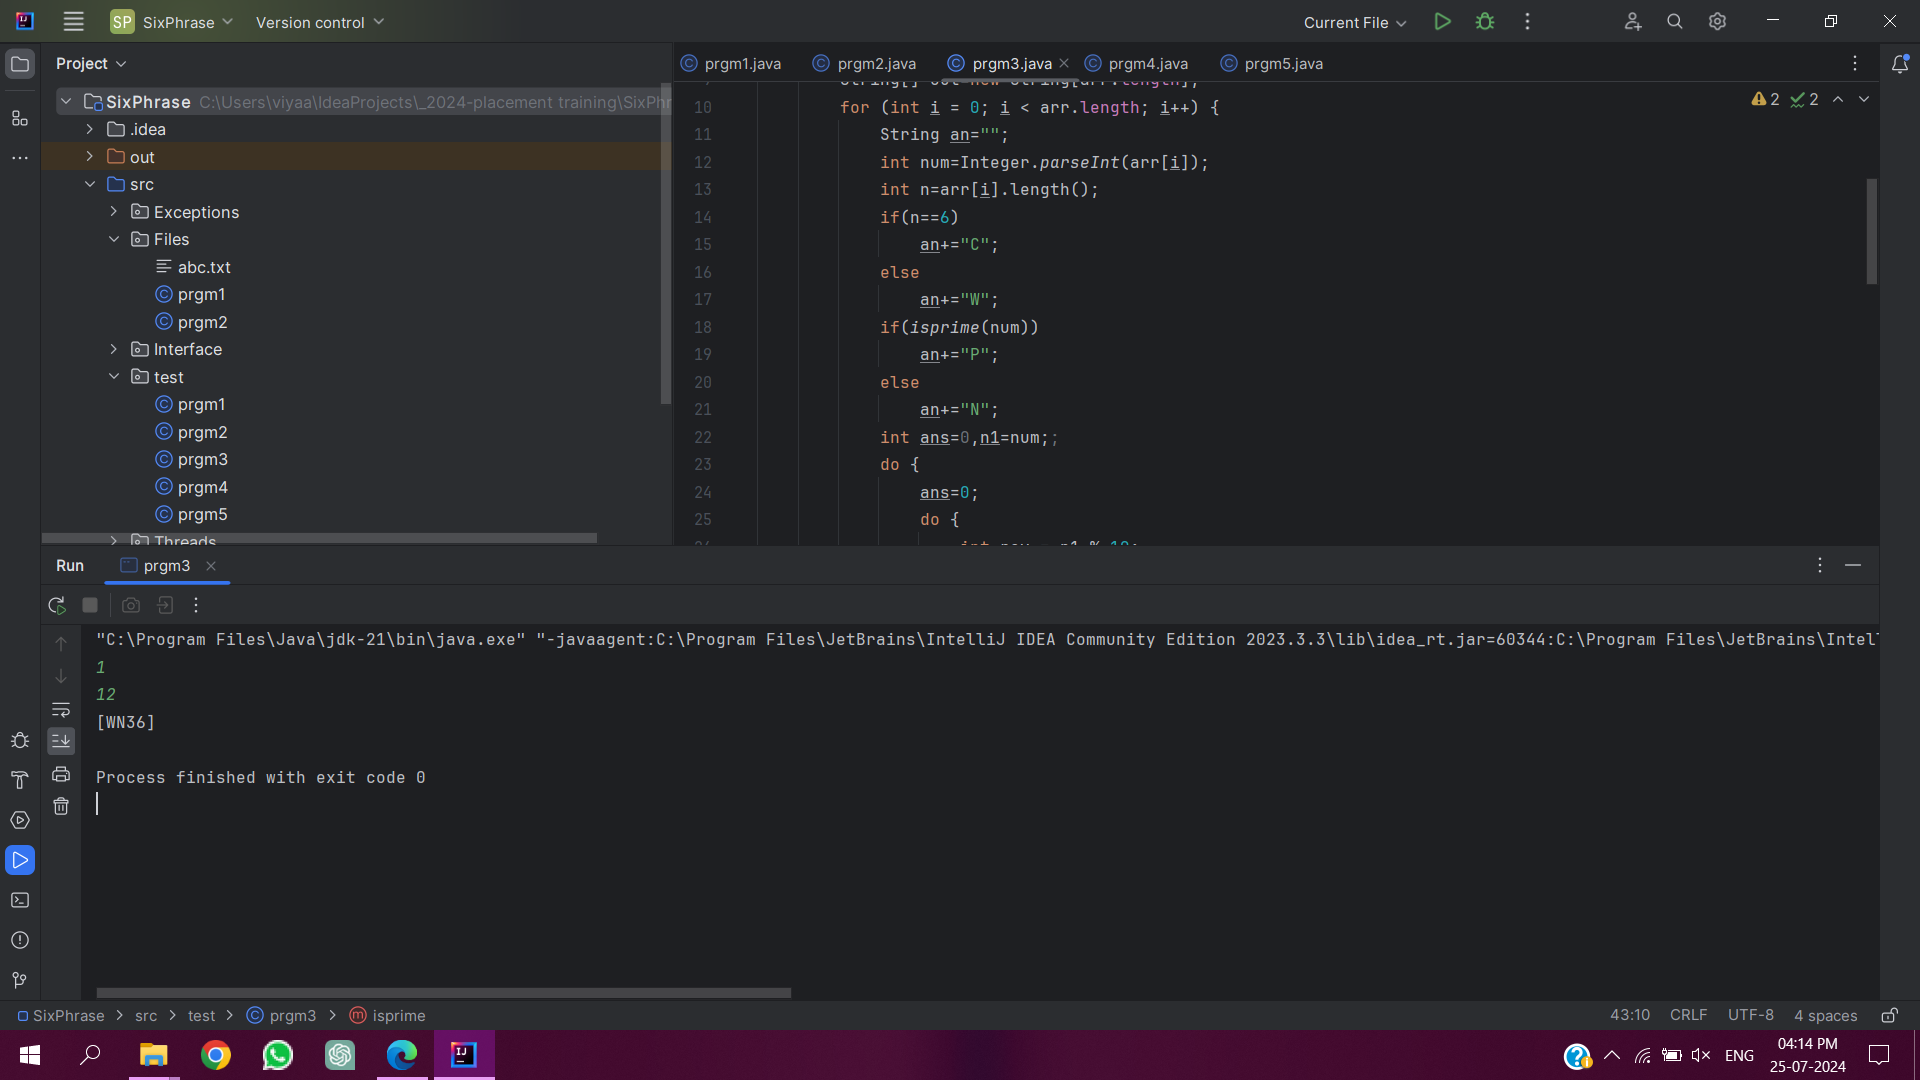 SP SixPhrase Version control Current File
Project
prgm1.java prgm2.java prgm3.java prgm4.java prgm5.java
SixPhrase C:\Users\viyaa\IdeaProjects\_2024-placement training\SixPhr
.idea
out
src
Exceptions
Files
abc.txt
prgm1
prgm2
Interface
test
prgm1
prgm2
prgm3
prgm4
prgm5
Threads
2 2
10 for (int i = 0; i < arr.length; i++) {
11 String an="";
12 int num=Integer.parseInt(arr[i]);
13 int n=arr[i].length();
14 if(n==6)
15 an+="C";
16 else
17 an+="W";
18 if(isprime(num))
19 an+="P";
20 else
21 an+="N";
22 int ans=0,n1=num;;
23 do {
24 ans=0;
25 do {
Run prgm3
"C:\Program Files\Java\jdk-21\bin\java.exe" "-javaagent:C:\Program Files\JetBrains\IntelliJ IDEA Community Edition 2023.3.3\lib\idea_rt.jar=60344:C:\Program Files\JetBrains\Intel
1
12
[WN36]
Process finished with exit code 0
SixPhrase > src > test > prgm3 > isprime 43:10 CRLF UTF-8 4 spaces
ENG 04:14 PM
25-07-2024